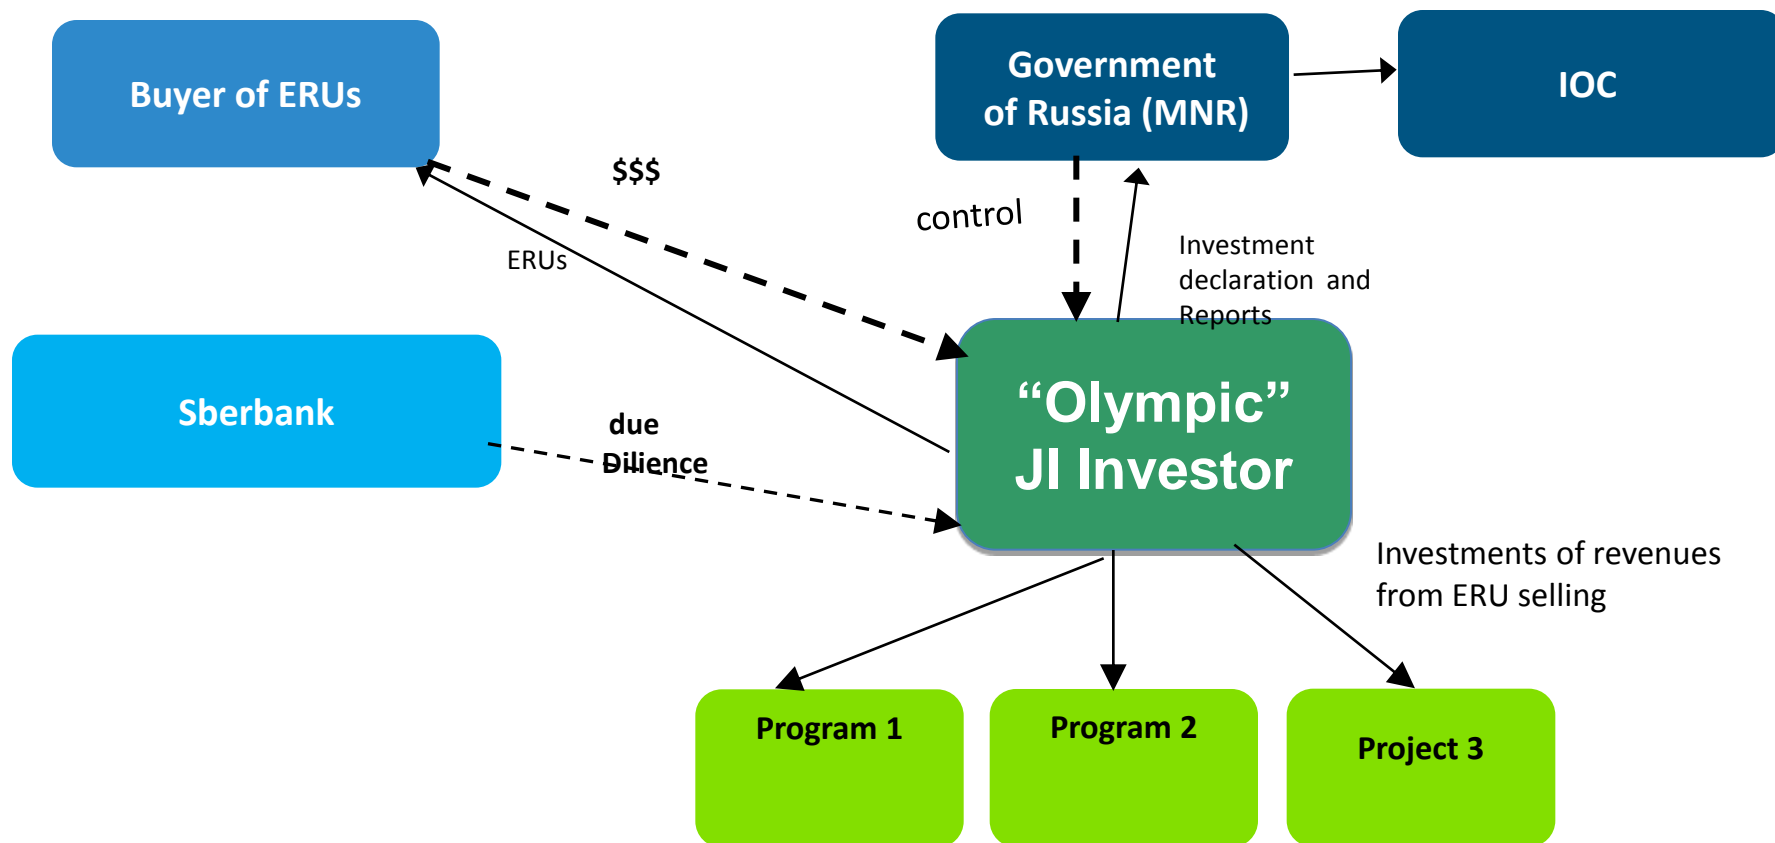 Buyer of ERUs
Government
of Russia (MNR)
IOC
$$$
control
ERUs
Investment
declaration and
Reports
Sberbank
due
Dilience
“Olympic”
JI Investor
Investments of revenues
from ERU selling
Program 1
Program 2
Project 3